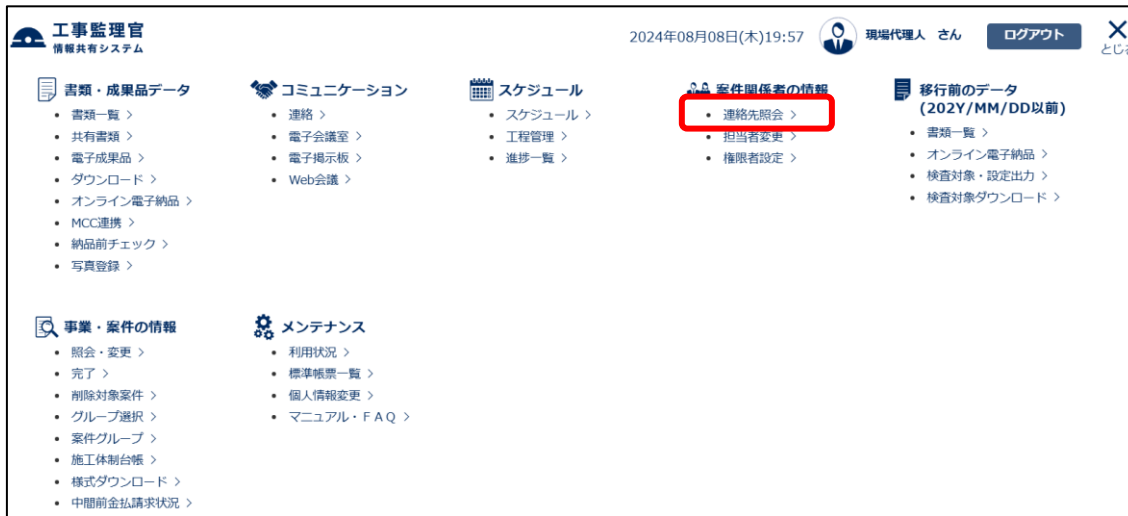 工事監理官
情報共有システム
2024年08月08日(木)19:57
現場代理人 さん
ログアウト
とじる
書類・成果品データ
書類一覧 >
共有書類 >
電子成果品 >
ダウンロード >
オンライン電子納品 >
MCC連携 >
納品前チェック >
写真登録 >
コミュニケーション
連絡 >
電子会議室 >
電子掲示板 >
Web会議 >
スケジュール
スケジュール >
工程管理 >
進捗一覧 >
案件関係者の情報
連絡先照会 >
担当者変更 >
権限者設定 >
移行前のデータ
(202Y/MM/DD以前)
書類一覧 >
オンライン電子納品 >
検査対象・設定出力 >
検査対象ダウンロード >
事業・案件の情報
照会・変更 >
完了 >
削除対象案件 >
グループ選択 >
案件グループ >
施工体制台帳 >
様式ダウンロード >
中間前金払請求状況 >
メンテナンス
利用状況 >
標準帳票一覧 >
個人情報変更 >
マニュアル・ＦＡＱ >